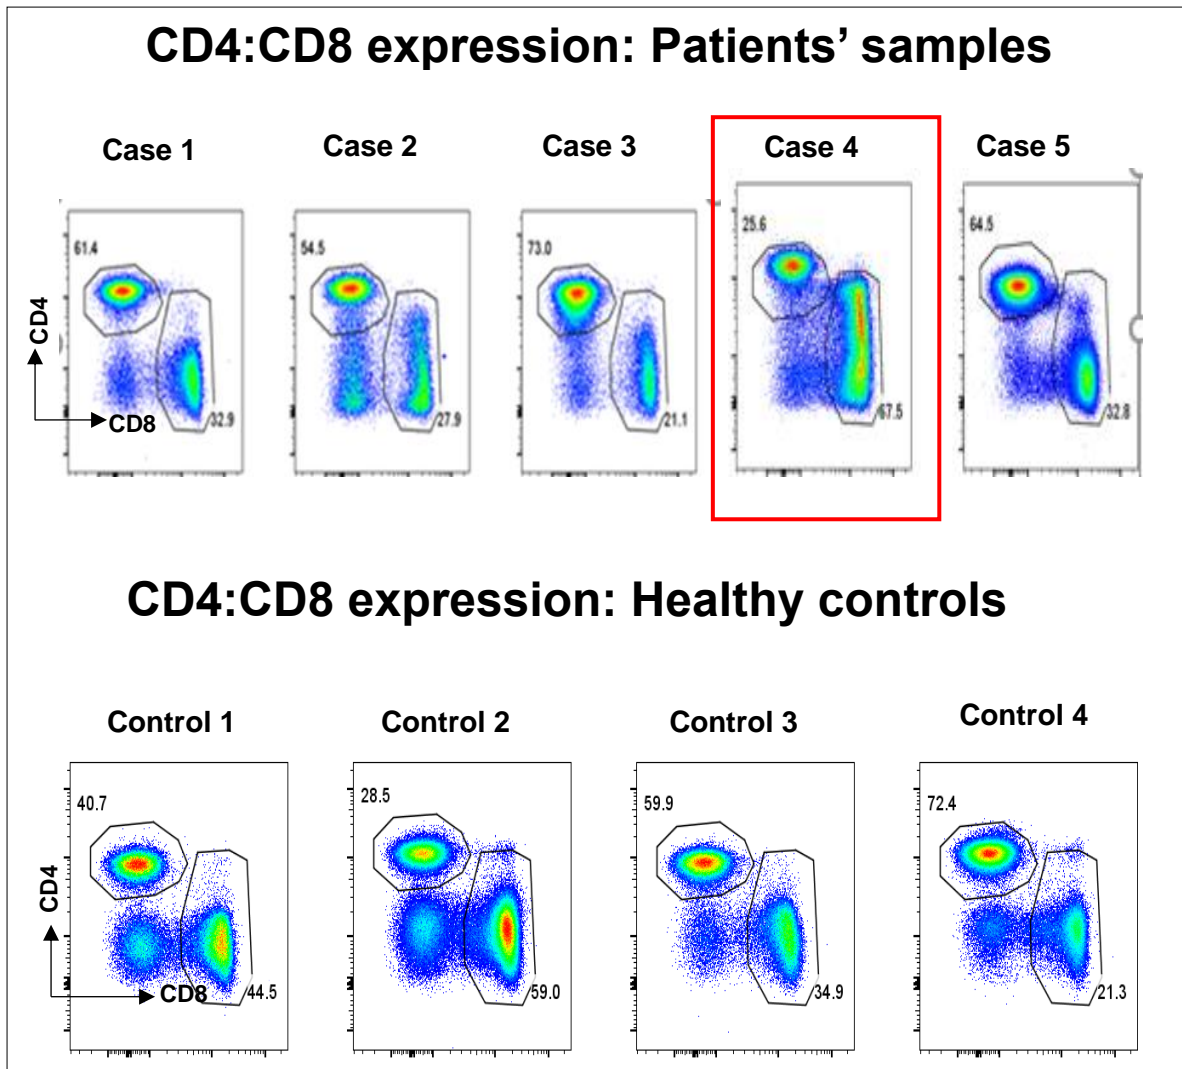 CD4:CD8 expression: Patients’ samples
Case 1
Case 2
Case 3
Case 4
Case 5
61.4
54.5
73.0
25.6
64.5
CD4
CD8
32.9
27.9
21.1
67.5
32.8
CD4:CD8 expression: Healthy controls
Control 1
Control 2
Control 3
Control 4
40.7
28.5
59.9
72.4
CD4
CD8
44.5
59.0
34.9
21.3